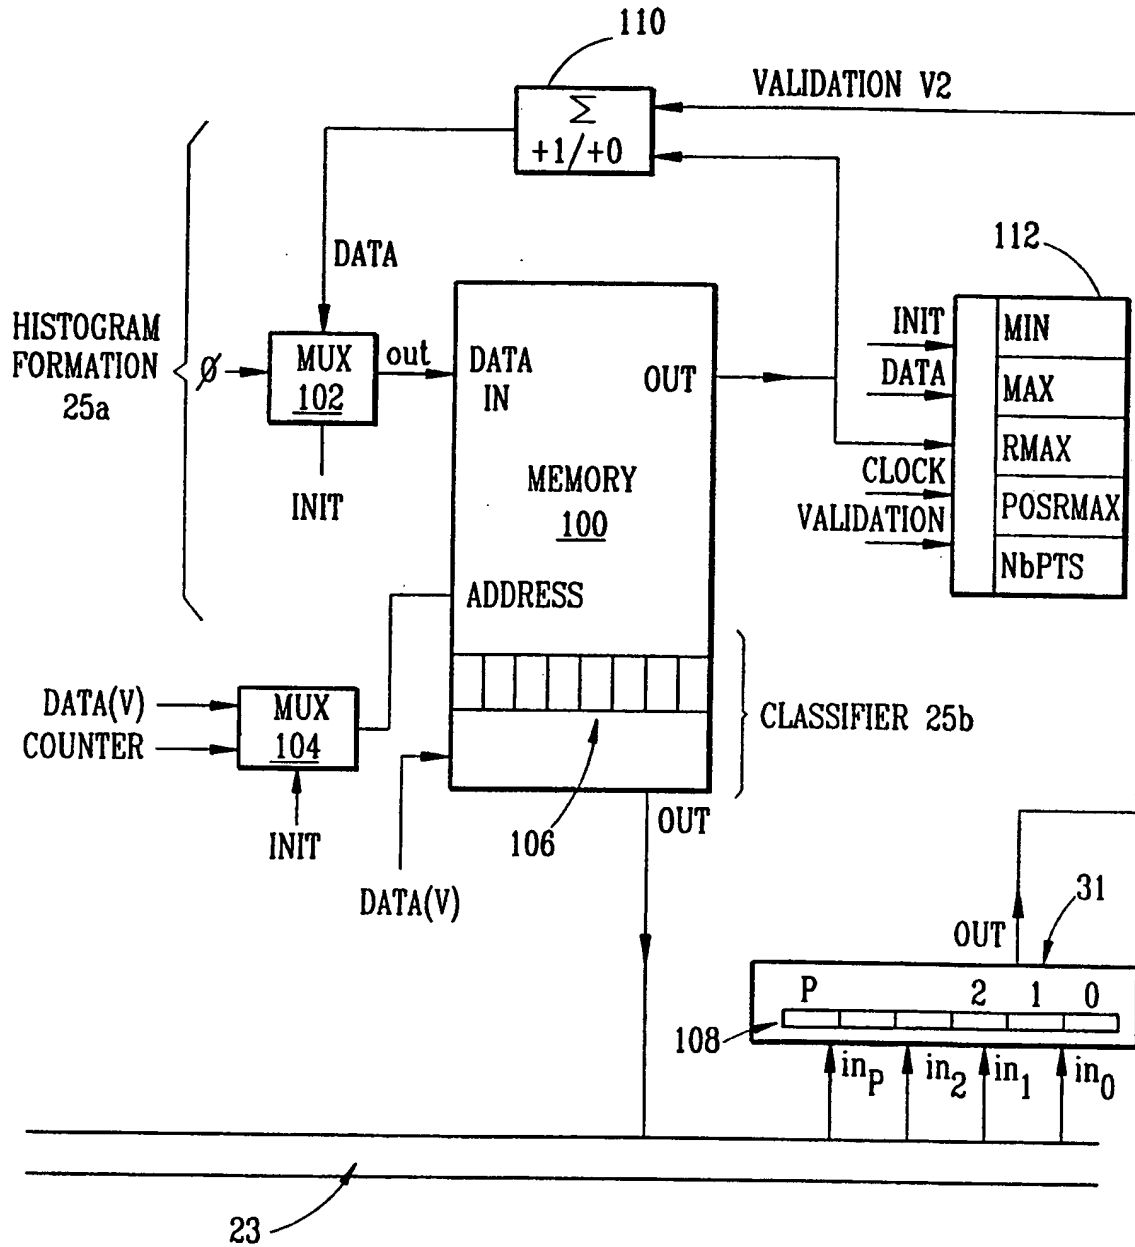 110
VALIDATION V2
Σ
+1/+0
112
DATA
HISTOGRAM
FORMATION
25a
Ø
MUX
102
out
INIT
DATA
IN
OUT
MEMORY
100
ADDRESS
INIT
DATA
CLOCK
VALIDATION
MIN
MAX
RMAX
POSRMAX
NbPTS
DATA(V)
COUNTER
MUX
104
INIT
CLASSIFIER 25b
106
OUT
DATA(V)
OUT
31
P 2 1 0
108
inP in2 in1 in0
23